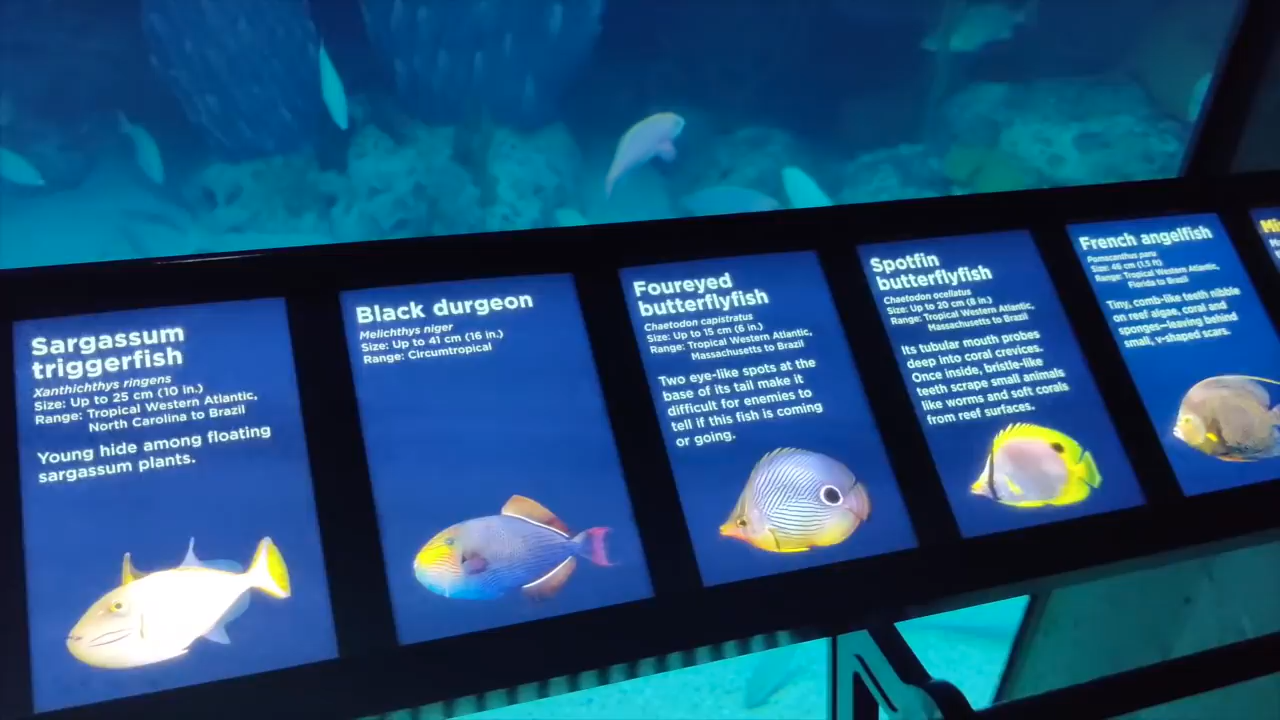 Sargassum
triggerfish
Xanthichthys ringens
Size: Up to 25 cm (10 in.)
Range: Tropical Western Atlantic,
North Carolina to Brazil
Young hide among floating
sargassum plants.
Black durgeon
Melichthys niger
Size: Up to 41 cm (16 in.)
Range: Circumtropical
Foureyed
butterflyfish
Chaetodon capistratus
Size: Up to 15 cm (6 in.)
Range: Tropical Western Atlantic,
Massachusetts to Brazil
Two eye-like spots at the
base of its tail make it
difficult for enemies to
tell if this fish is coming
or going.
Spotfin
butterflyfish
Chaetodon ocellatus
Size: Up to 20 cm (8 in.)
Range: Tropical Western Atlantic,
Massachusetts to Brazil
Its tubular mouth probes
deep into coral crevices.
Once inside, bristle-like
teeth scrape small animals
like worms and soft corals
from reef surfaces.
French angelfish
Pomacanthus paru
Size: 46 cm (1.5 ft)
Range: Tropical Western Atlantic,
Florida to Brazil
Tiny, comb-like teeth nibble
on reef algae, coral and
sponges—leaving behind
small, v-shaped scars.